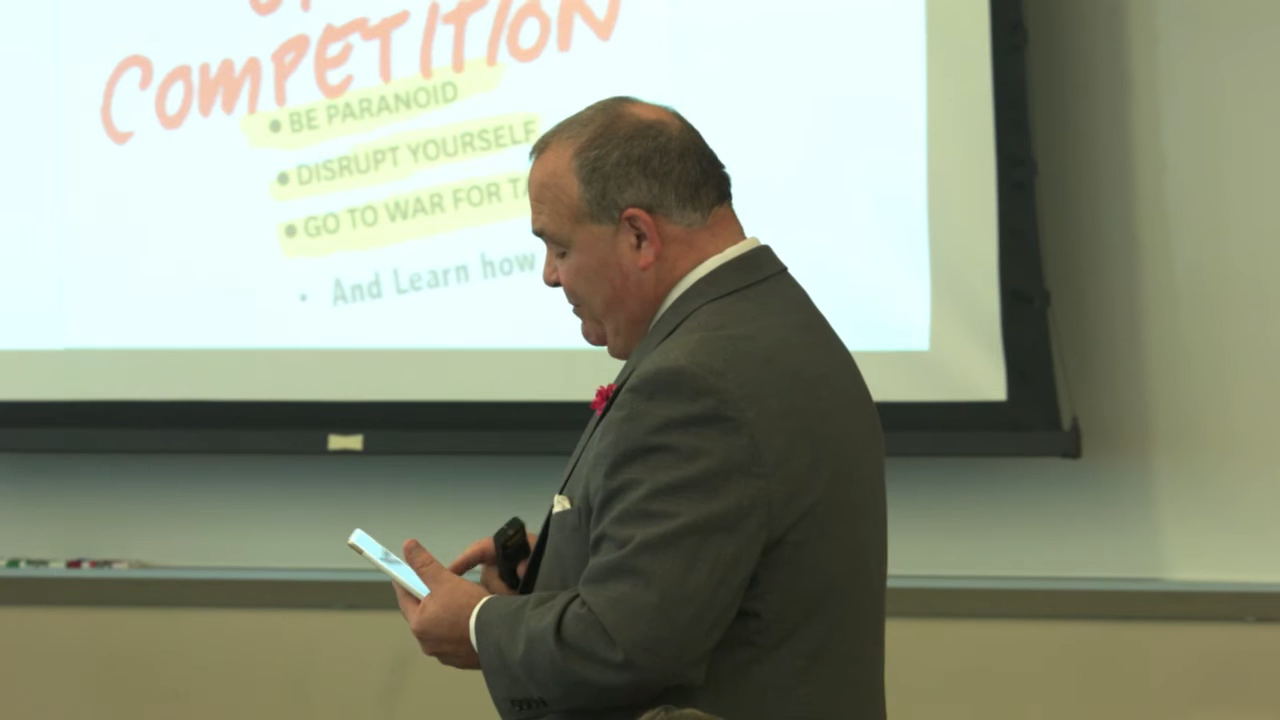 COMPETITION
• BE PARANOID
• DISRUPT YOURSELF
• GO TO WAR FOR
• And Learn how